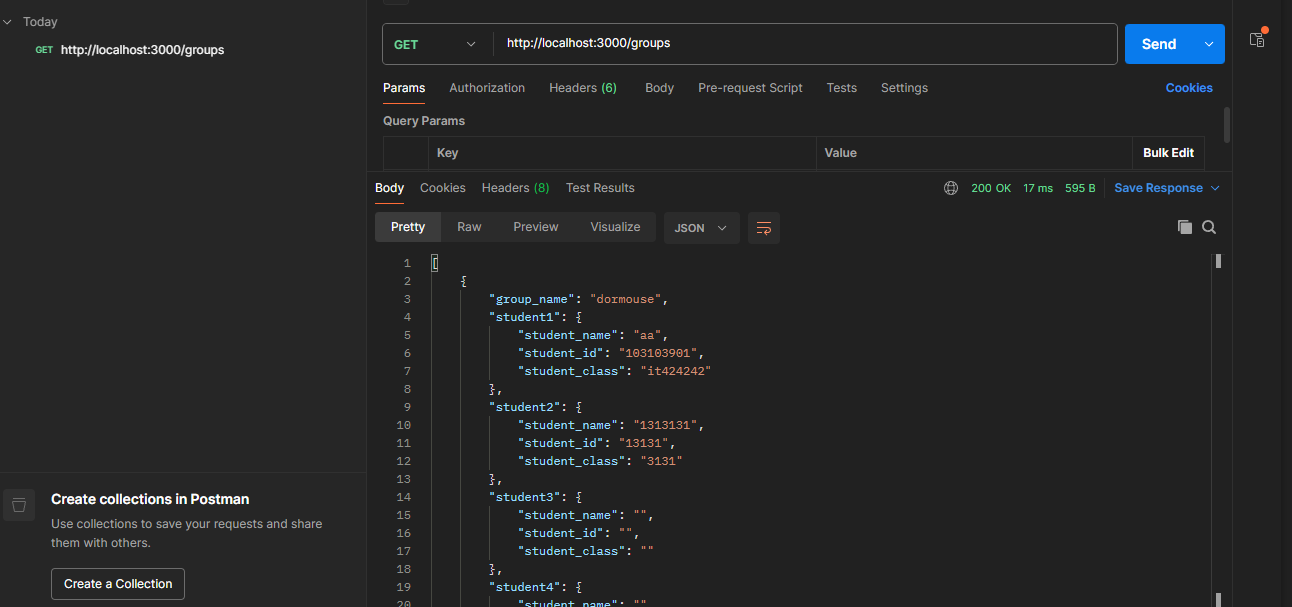 Today
GET http://localhost:3000/groups
Create collections in Postman
Use collections to save your requests and share
them with others.
Create a Collection
GET http://localhost:3000/groups Send
Params Authorization Headers (6) Body Pre-request Script Tests Settings Cookies
Query Params
Key Value Bulk Edit
Body Cookies Headers (8) Test Results 200 OK 17 ms 595 B Save Response
Pretty Raw Preview Visualize JSON
1 [
2 {
3 "group_name": "dormouse",
4 "student1": {
5 "student_name": "aa",
6 "student_id": "103103901",
7 "student_class": "it424242"
8 },
9 "student2": {
10 "student_name": "1313131",
11 "student_id": "13131",
12 "student_class": "3131"
13 },
14 "student3": {
15 "student_name": "",
16 "student_id": "",
17 "student_class": ""
18 },
19 "student4": {
20 "student_name": ""